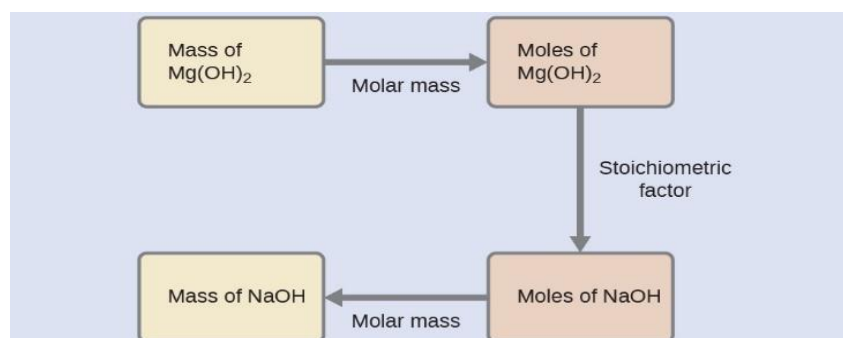 Mass of
Mg(OH)₂
Molar mass
Moles of
Mg(OH)₂
Stoichiometric
factor
Mass of NaOH
Molar mass
Moles of NaOH